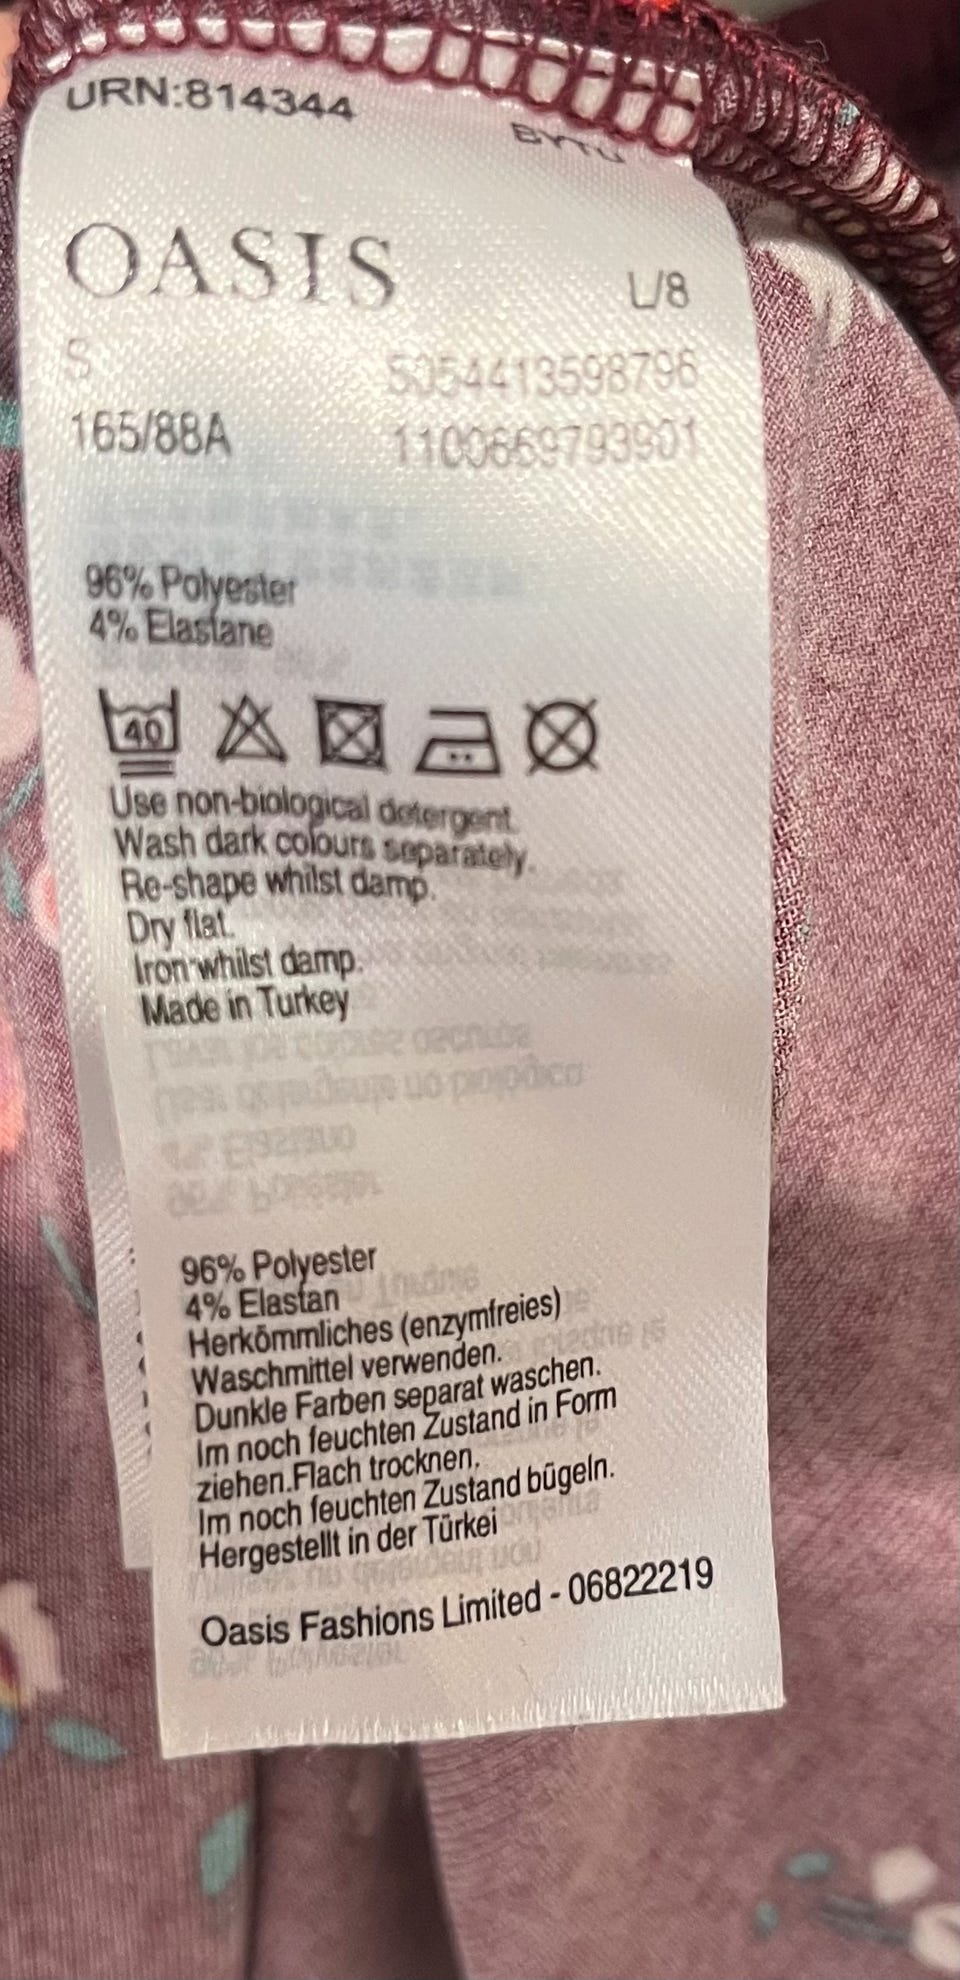 URN:814344
OASIS
L/8
S
5054413598796
165/88A
1100669793901
96% Polyester
4% Elastane
40
Use non-biological detergent.
Wash dark colours separately.
Re-shape whilst damp.
Dry flat.
Iron whilst damp.
Made in Turkey
96% Polyester
4% Elastan
Herkömmliches (enzymfreies)
Waschmittel verwenden.
Dunkle Farben separat waschen.
Im noch feuchten Zustand in Form
ziehen.Flach trocknen.
Im noch feuchten Zustand bügeln.
Hergestellt in der Türkei
Oasis Fashions Limited - 06822219